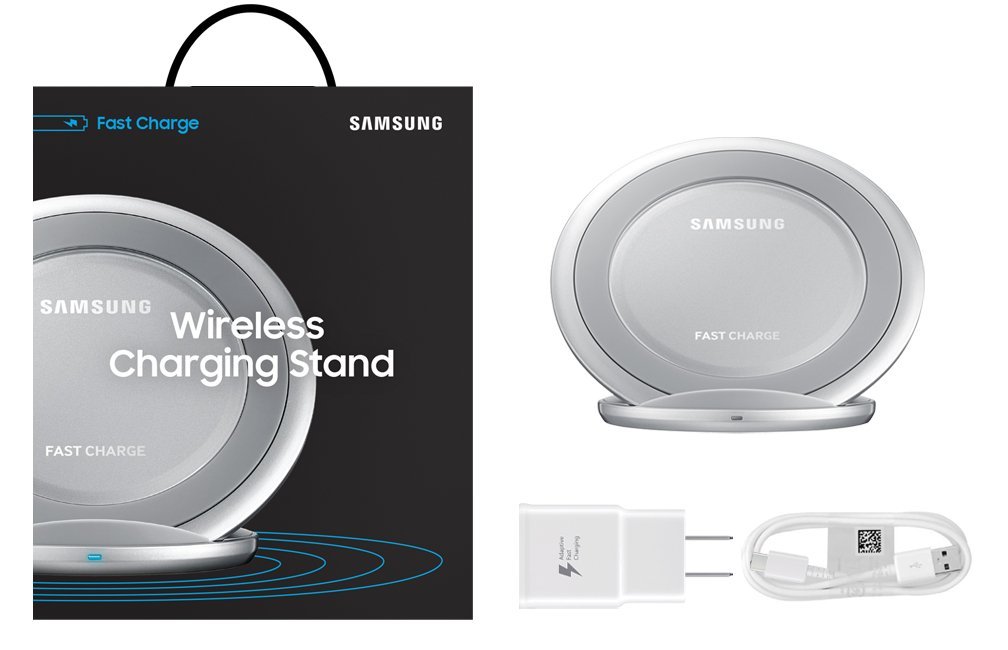 Fast Charge
SAMSUNG
SAMSUNG
Wireless
Charging Stand
FAST CHARGE
SAMSUNG
FAST CHARGE
Adaptive
Fast
Charging